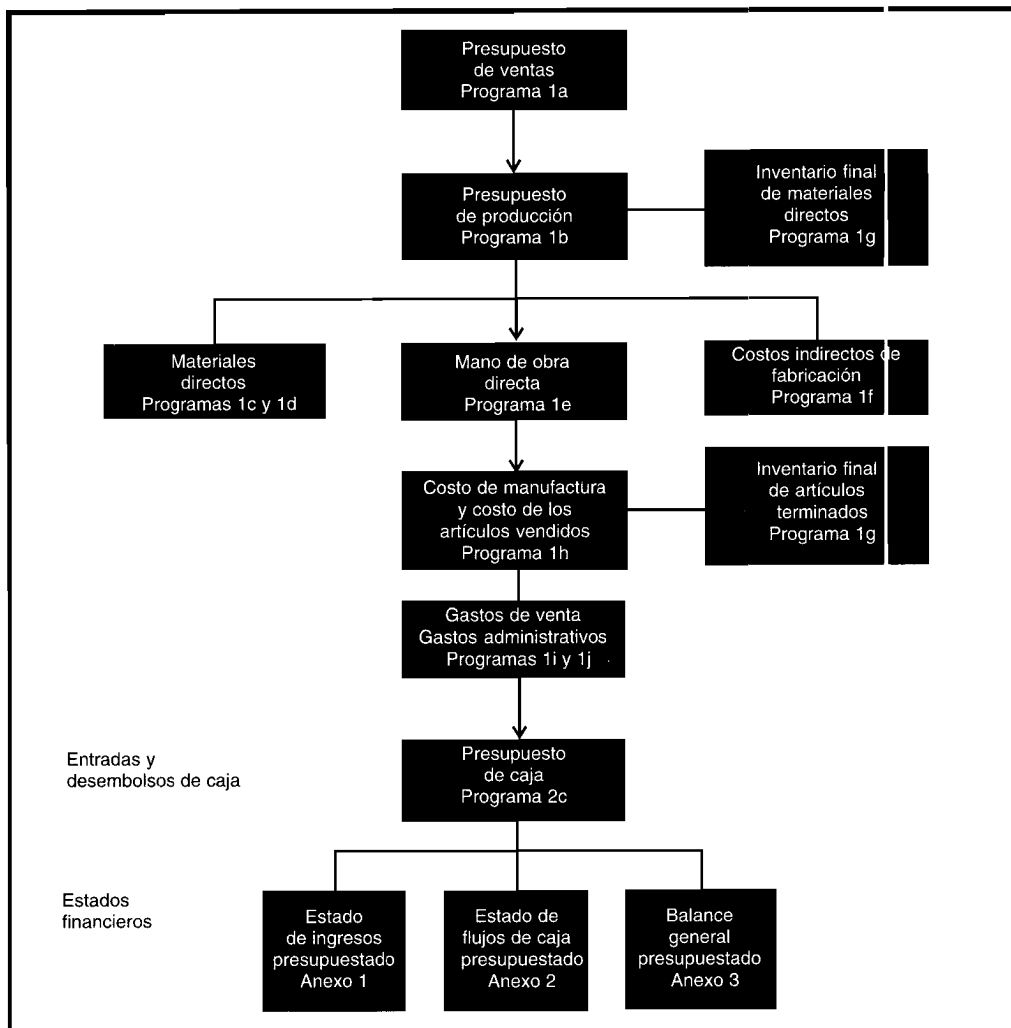 Presupuesto
de ventas
Programa 1a
Presupuesto
de producción
Programa 1b
Inventario final
de materiales
directos
Programa 1g
Materiales
directos
Programas 1c y 1d
Mano de obra
directa
Programa 1e
Costos indirectos de
fabricación
Programa 1f
Costo de manufactura
y costo de los
artículos vendidos
Programa 1h
Inventario final
de artículos
terminados
Programa 1g
Gastos de venta
Gastos administrativos
Programas 1i y 1j
Entradas y
desembolsos de caja
Presupuesto
de caja
Programa 2c
Estados
financieros
Estado
de ingresos
presupuestado
Anexo 1
Estado de
flujos de caja
presupuestado
Anexo 2
Balance
general
presupuestado
Anexo 3